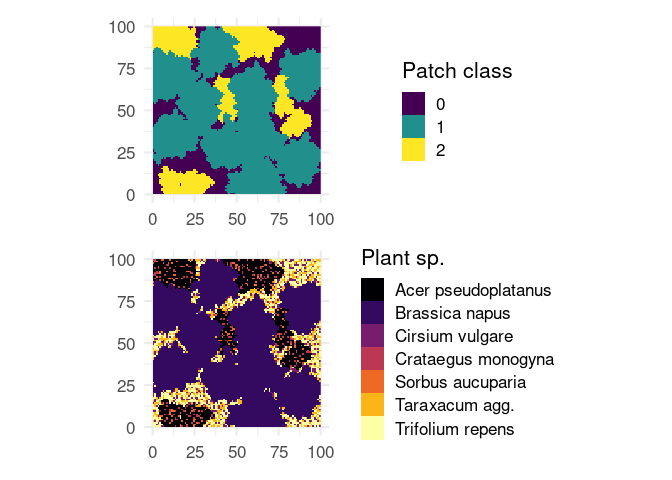 100
75
50
25
0
0 25 50 75 100
Patch class
0
1
2
100
75
50
25
0
0 25 50 75 100
Plant sp.
Acer pseudoplatanus
Brassica napus
Cirsium vulgare
Crataegus monogyna
Sorbus aucuparia
Taraxacum agg.
Trifolium repens